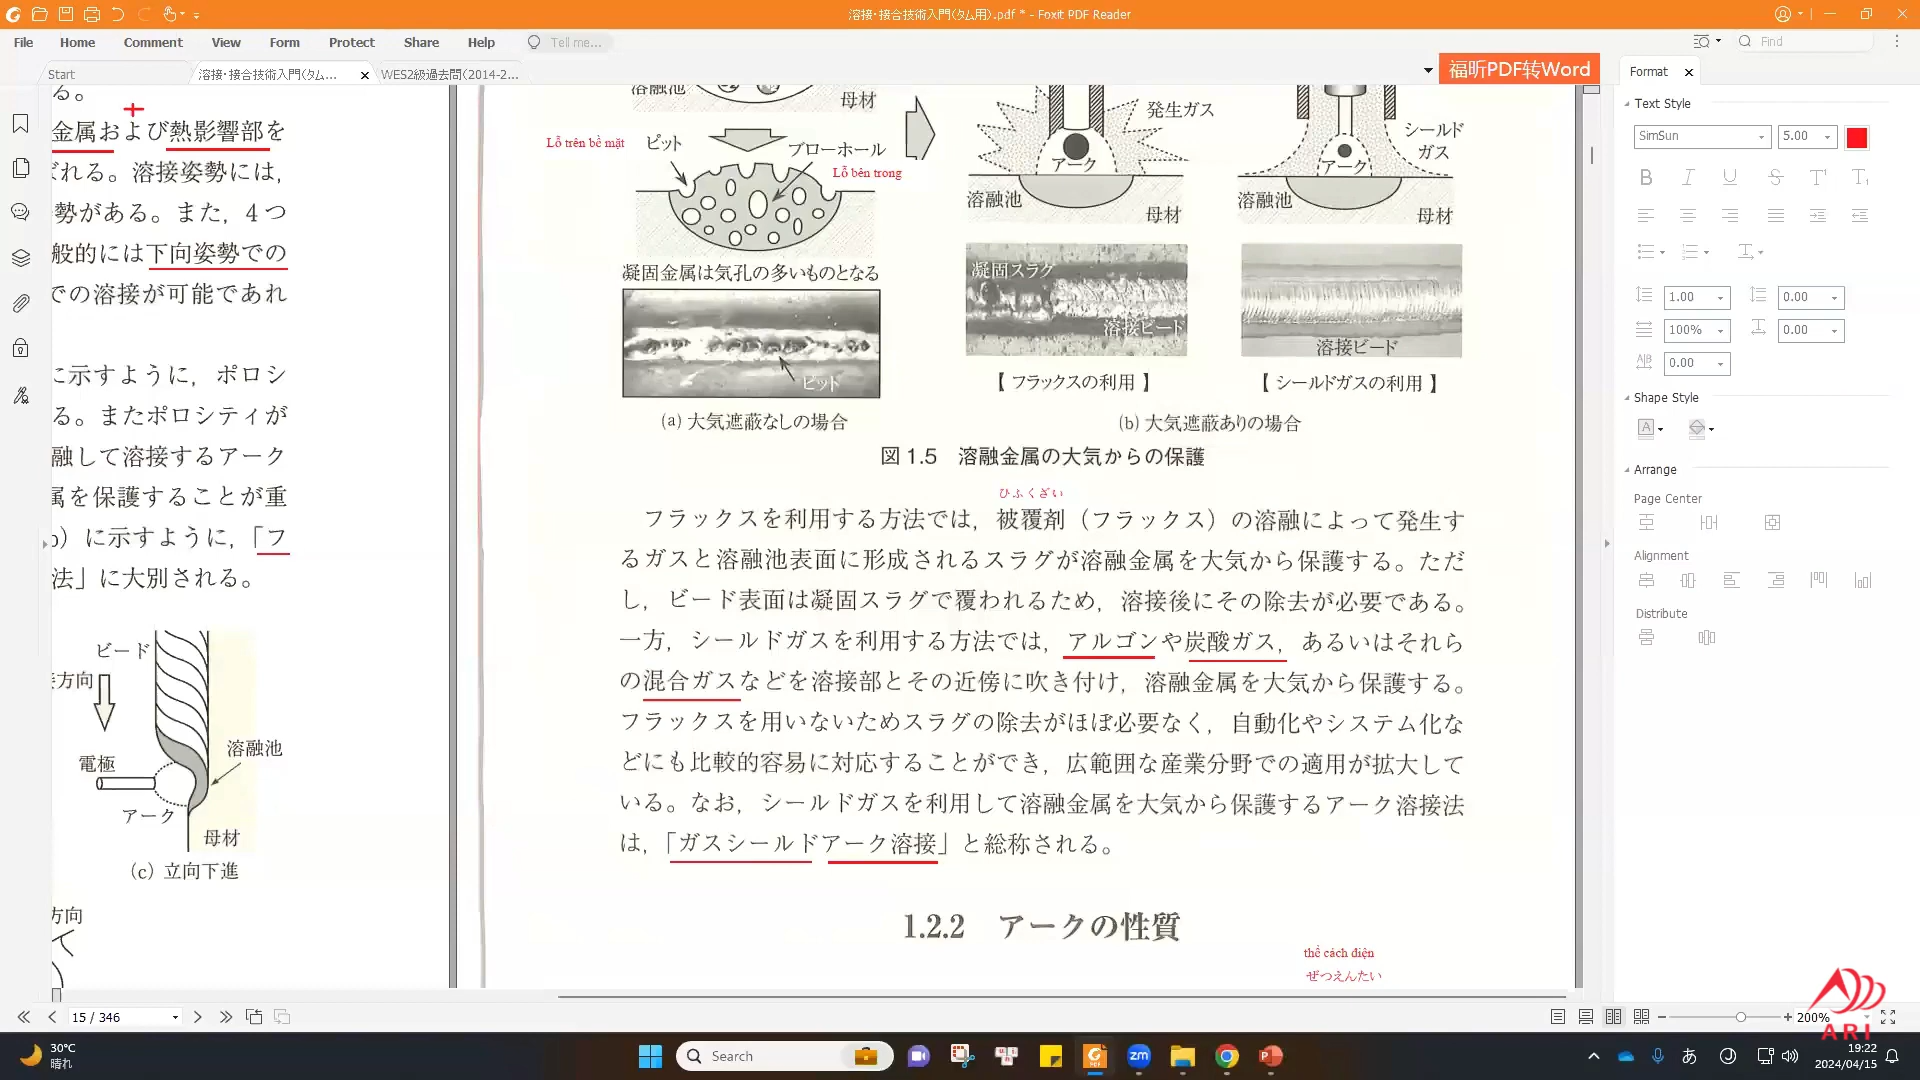 溶接・接合技術入門(タム用).pdf * - Foxit PDF Reader
File Home Comment View Form Protect Share Help Tell me... Find
Start
溶接・接合技術入門(タム...
WES2級過去問(2014-2...
福昕PDF转Word
る。
金属および熱影響部を
ばれる。溶接姿勢には，
勢がある。また，4つ
般的には下向姿勢での
での溶接が可能であれ
に示すように，ポロシ
る。またポロシティが
融して溶接するアーク
属を保護することが重
b）に示すように，「フ
法」に大別される。
ビード
方向
電極
溶融池
アーク
母材
(c) 立向下進
方向
溶融池
母材
Lỗ trên bề mặt
ピット
ブローホール
Lỗ bên trong
凝固金属は気孔の多いものとなる
ピット
(a) 大気遮蔽なしの場合
発生ガス
アーク
溶融池
母材
凝固スラグ
溶接ビード
【 フラックスの利用 】
シールド
ガス
アーク
溶融池
母材
溶接ビード
【 シールドガスの利用 】
(b) 大気遮蔽ありの場合
図 1.5 溶融金属の大気からの保護
ひふくざい
フラックスを利用する方法では，被覆剤（フラックス）の溶融によって発生す
るガスと溶融池表面に形成されるスラグが溶融金属を大気から保護する。ただ
し，ビード表面は凝固スラグで覆われるため，溶接後にその除去が必要である。
一方，シールドガスを利用する方法では，アルゴンや炭酸ガス，あるいはそれら
の混合ガスなどを溶接部とその近傍に吹き付け，溶融金属を大気から保護する。
フラックスを用いないためスラグの除去がほぼ必要なく，自動化やシステム化な
どにも比較的容易に対応することができ，広範囲な産業分野での適用が拡大して
いる。なお，シールドガスを利用して溶融金属を大気から保護するアーク溶接法
は，「ガスシールドアーク溶接」と総称される。
1.2.2 アークの性質
thể cách điện
ぜつえんたい
Format
Text Style
SimSun 5.00
1.00 0.00
100% 0.00
0.00
Shape Style
Arrange
Page Center
Alignment
Distribute
15 / 346
200%
ARI
30℃
晴れ
Search
あ
19:22
2024/04/15